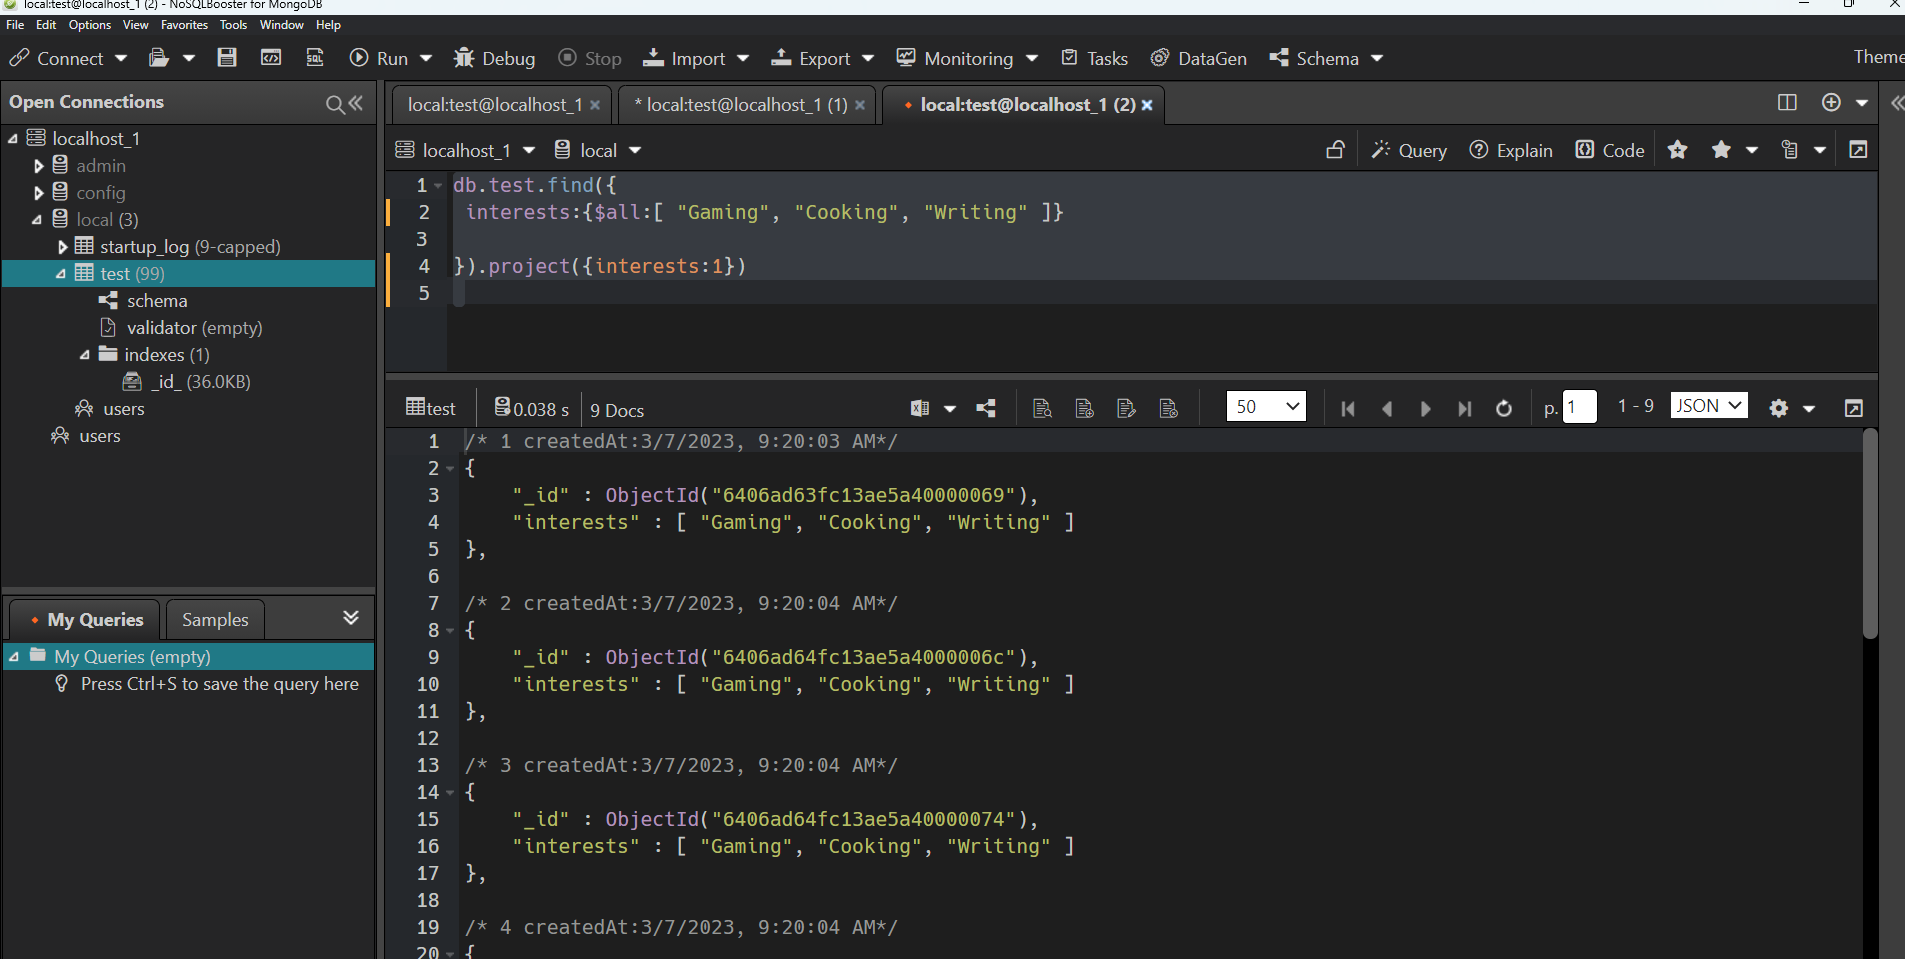 local:test@localhost_1 (2) - NoSQLBooster for MongoDB
File Edit Options View Favorites Tools Window Help
Connect Run Debug Stop Import Export Monitoring Tasks DataGen Schema Theme
Open Connections
localhost_1
admin
config
local (3)
startup_log (9-capped)
test (99)
schema
validator (empty)
indexes (1)
_id_ (36.0KB)
users
users
My Queries Samples
My Queries (empty)
Press Ctrl+S to save the query here
local:test@localhost_1 * local:test@localhost_1 (1) local:test@localhost_1 (2)
localhost_1 local Query Explain Code
1 db.test.find({
2 interests:{$all:[ "Gaming", "Cooking", "Writing" ]}
3
4 }).project({interests:1})
5
test 0.038 s 9 Docs 50 p. 1 1 - 9 JSON
1 /* 1 createdAt:3/7/2023, 9:20:03 AM*/
2 {
3 "_id" : ObjectId("6406ad63fc13ae5a40000069"),
4 "interests" : [ "Gaming", "Cooking", "Writing" ]
5 },
6
7 /* 2 createdAt:3/7/2023, 9:20:04 AM*/
8 {
9 "_id" : ObjectId("6406ad64fc13ae5a4000006c"),
10 "interests" : [ "Gaming", "Cooking", "Writing" ]
11 },
12
13 /* 3 createdAt:3/7/2023, 9:20:04 AM*/
14 {
15 "_id" : ObjectId("6406ad64fc13ae5a40000074"),
16 "interests" : [ "Gaming", "Cooking", "Writing" ]
17 },
18
19 /* 4 createdAt:3/7/2023, 9:20:04 AM*/
20 {